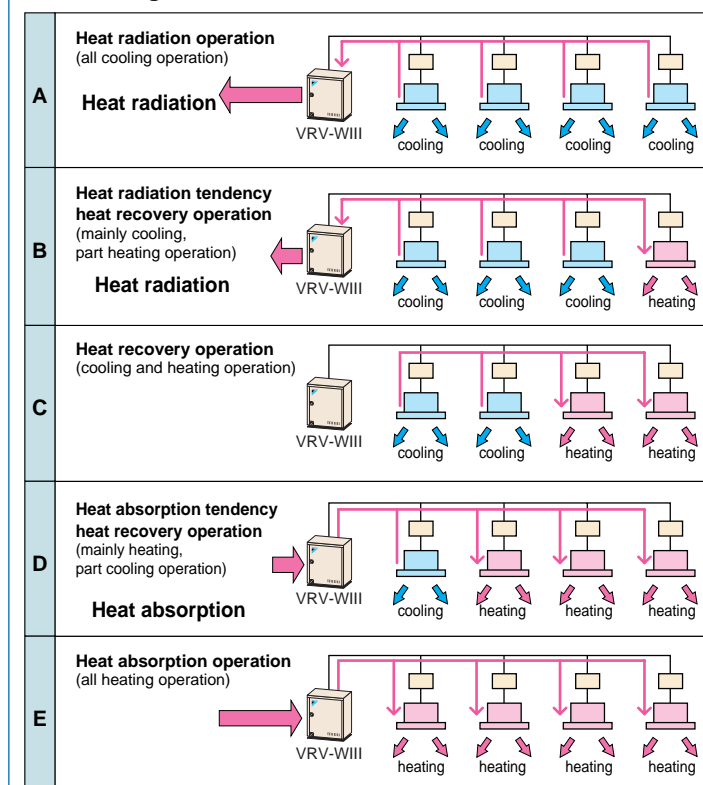 A
Heat radiation operation
(all cooling operation)
Heat radiation
VRV-WIII
cooling cooling cooling cooling
B
Heat radiation tendency
heat recovery operation
(mainly cooling,
part heating operation)
Heat radiation
VRV-WIII
cooling cooling cooling heating
C
Heat recovery operation
(cooling and heating operation)
VRV-WIII
cooling cooling heating heating
D
Heat absorption tendency
heat recovery operation
(mainly heating,
part cooling operation)
Heat absorption
VRV-WIII
cooling heating heating heating
E
Heat absorption operation
(all heating operation)
VRV-WIII
heating heating heating heating